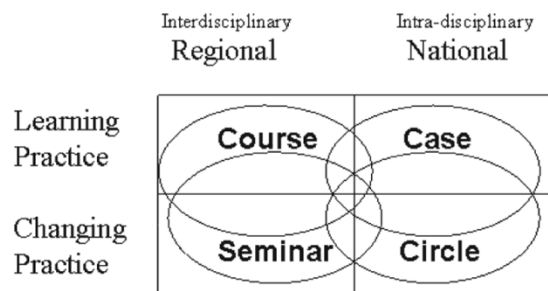 Interdisciplinary Intra-disciplinary
Regional National
Learning
Practice
Course Case
Changing
Practice
Seminar Circle